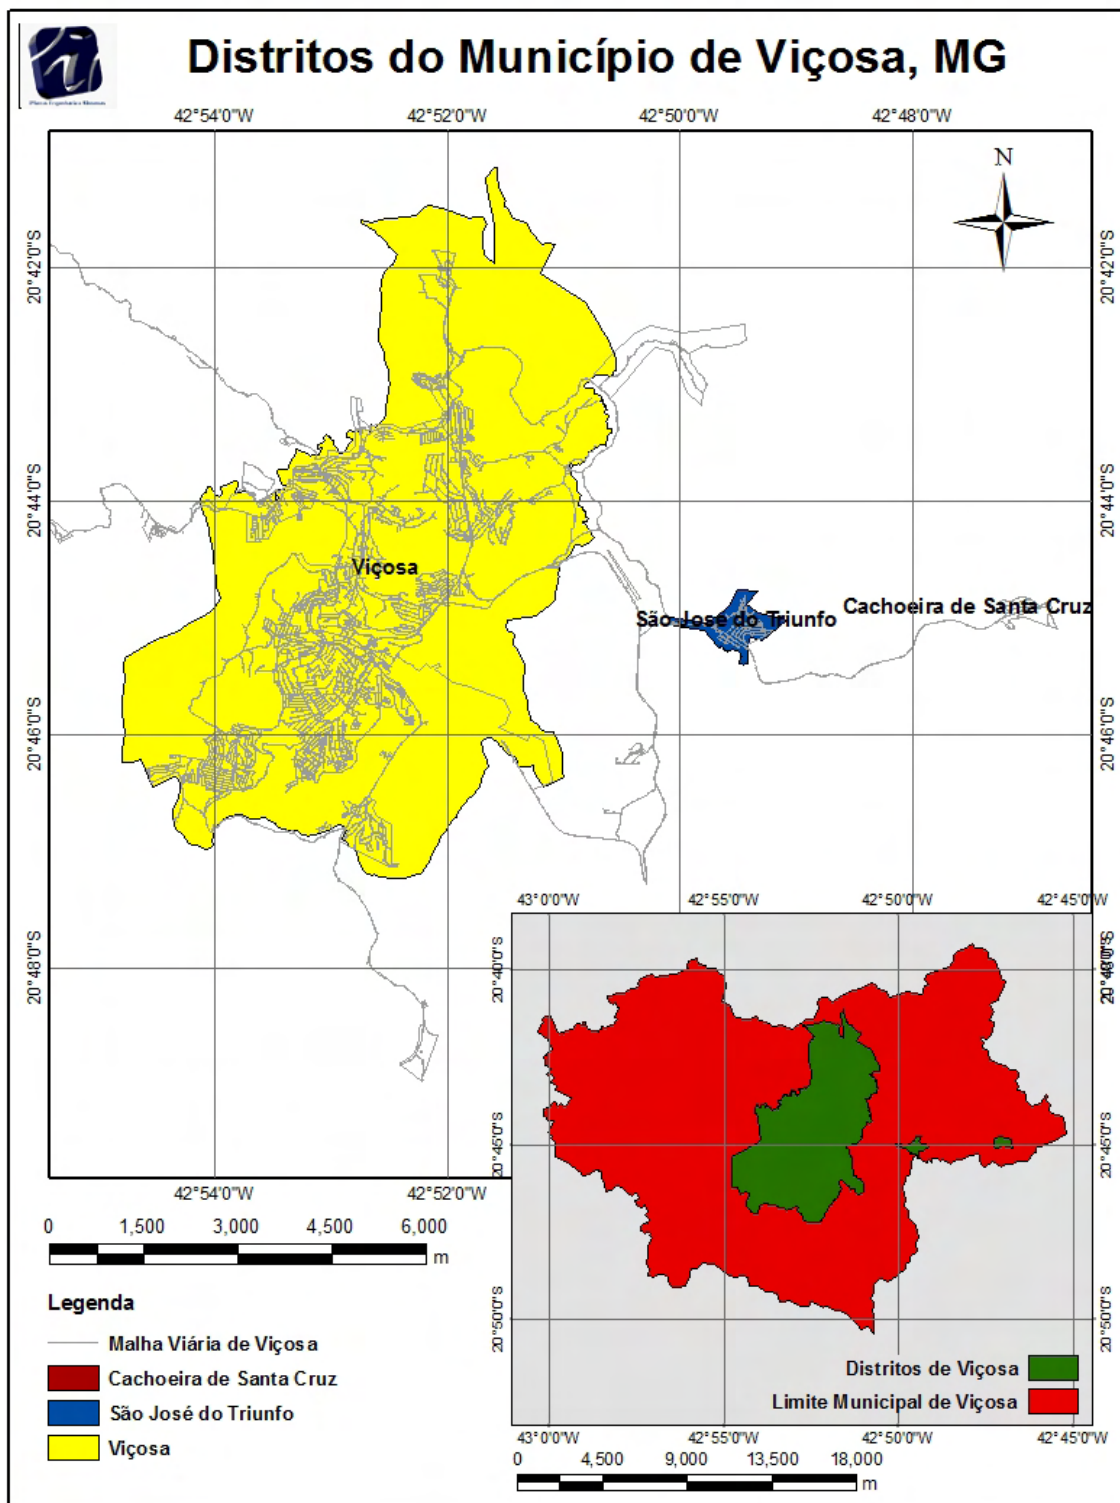 Distritos do Município de Viçosa, MG
42°54'0"W 42°52'0"W 42°50'0"W 42°48'0"W
N
20°42'0"S 20°42'0"S
20°44'0"S 20°44'0"S
Viçosa
São José do Triunfo
Cachoeira de Santa Cruz
20°46'0"S 20°46'0"S
20°48'0"S
42°54'0"W 42°52'0"W
0 1,500 3,000 4,500 6,000
m
Legenda
Malha Viária de Viçosa
Cachoeira de Santa Cruz
São José do Triunfo
Viçosa
43°0'0"W 42°55'0"W 42°50'0"W 42°45'0"W
20°40'0"S
20°45'0"S 20°45'0"S
20°50'0"S 20°50'0"S
Distritos de Viçosa
Limite Municipal de Viçosa
43°0'0"W 42°55'0"W 42°50'0"W 42°45'0"W
0 4,500 9,000 13,500 18,000
m